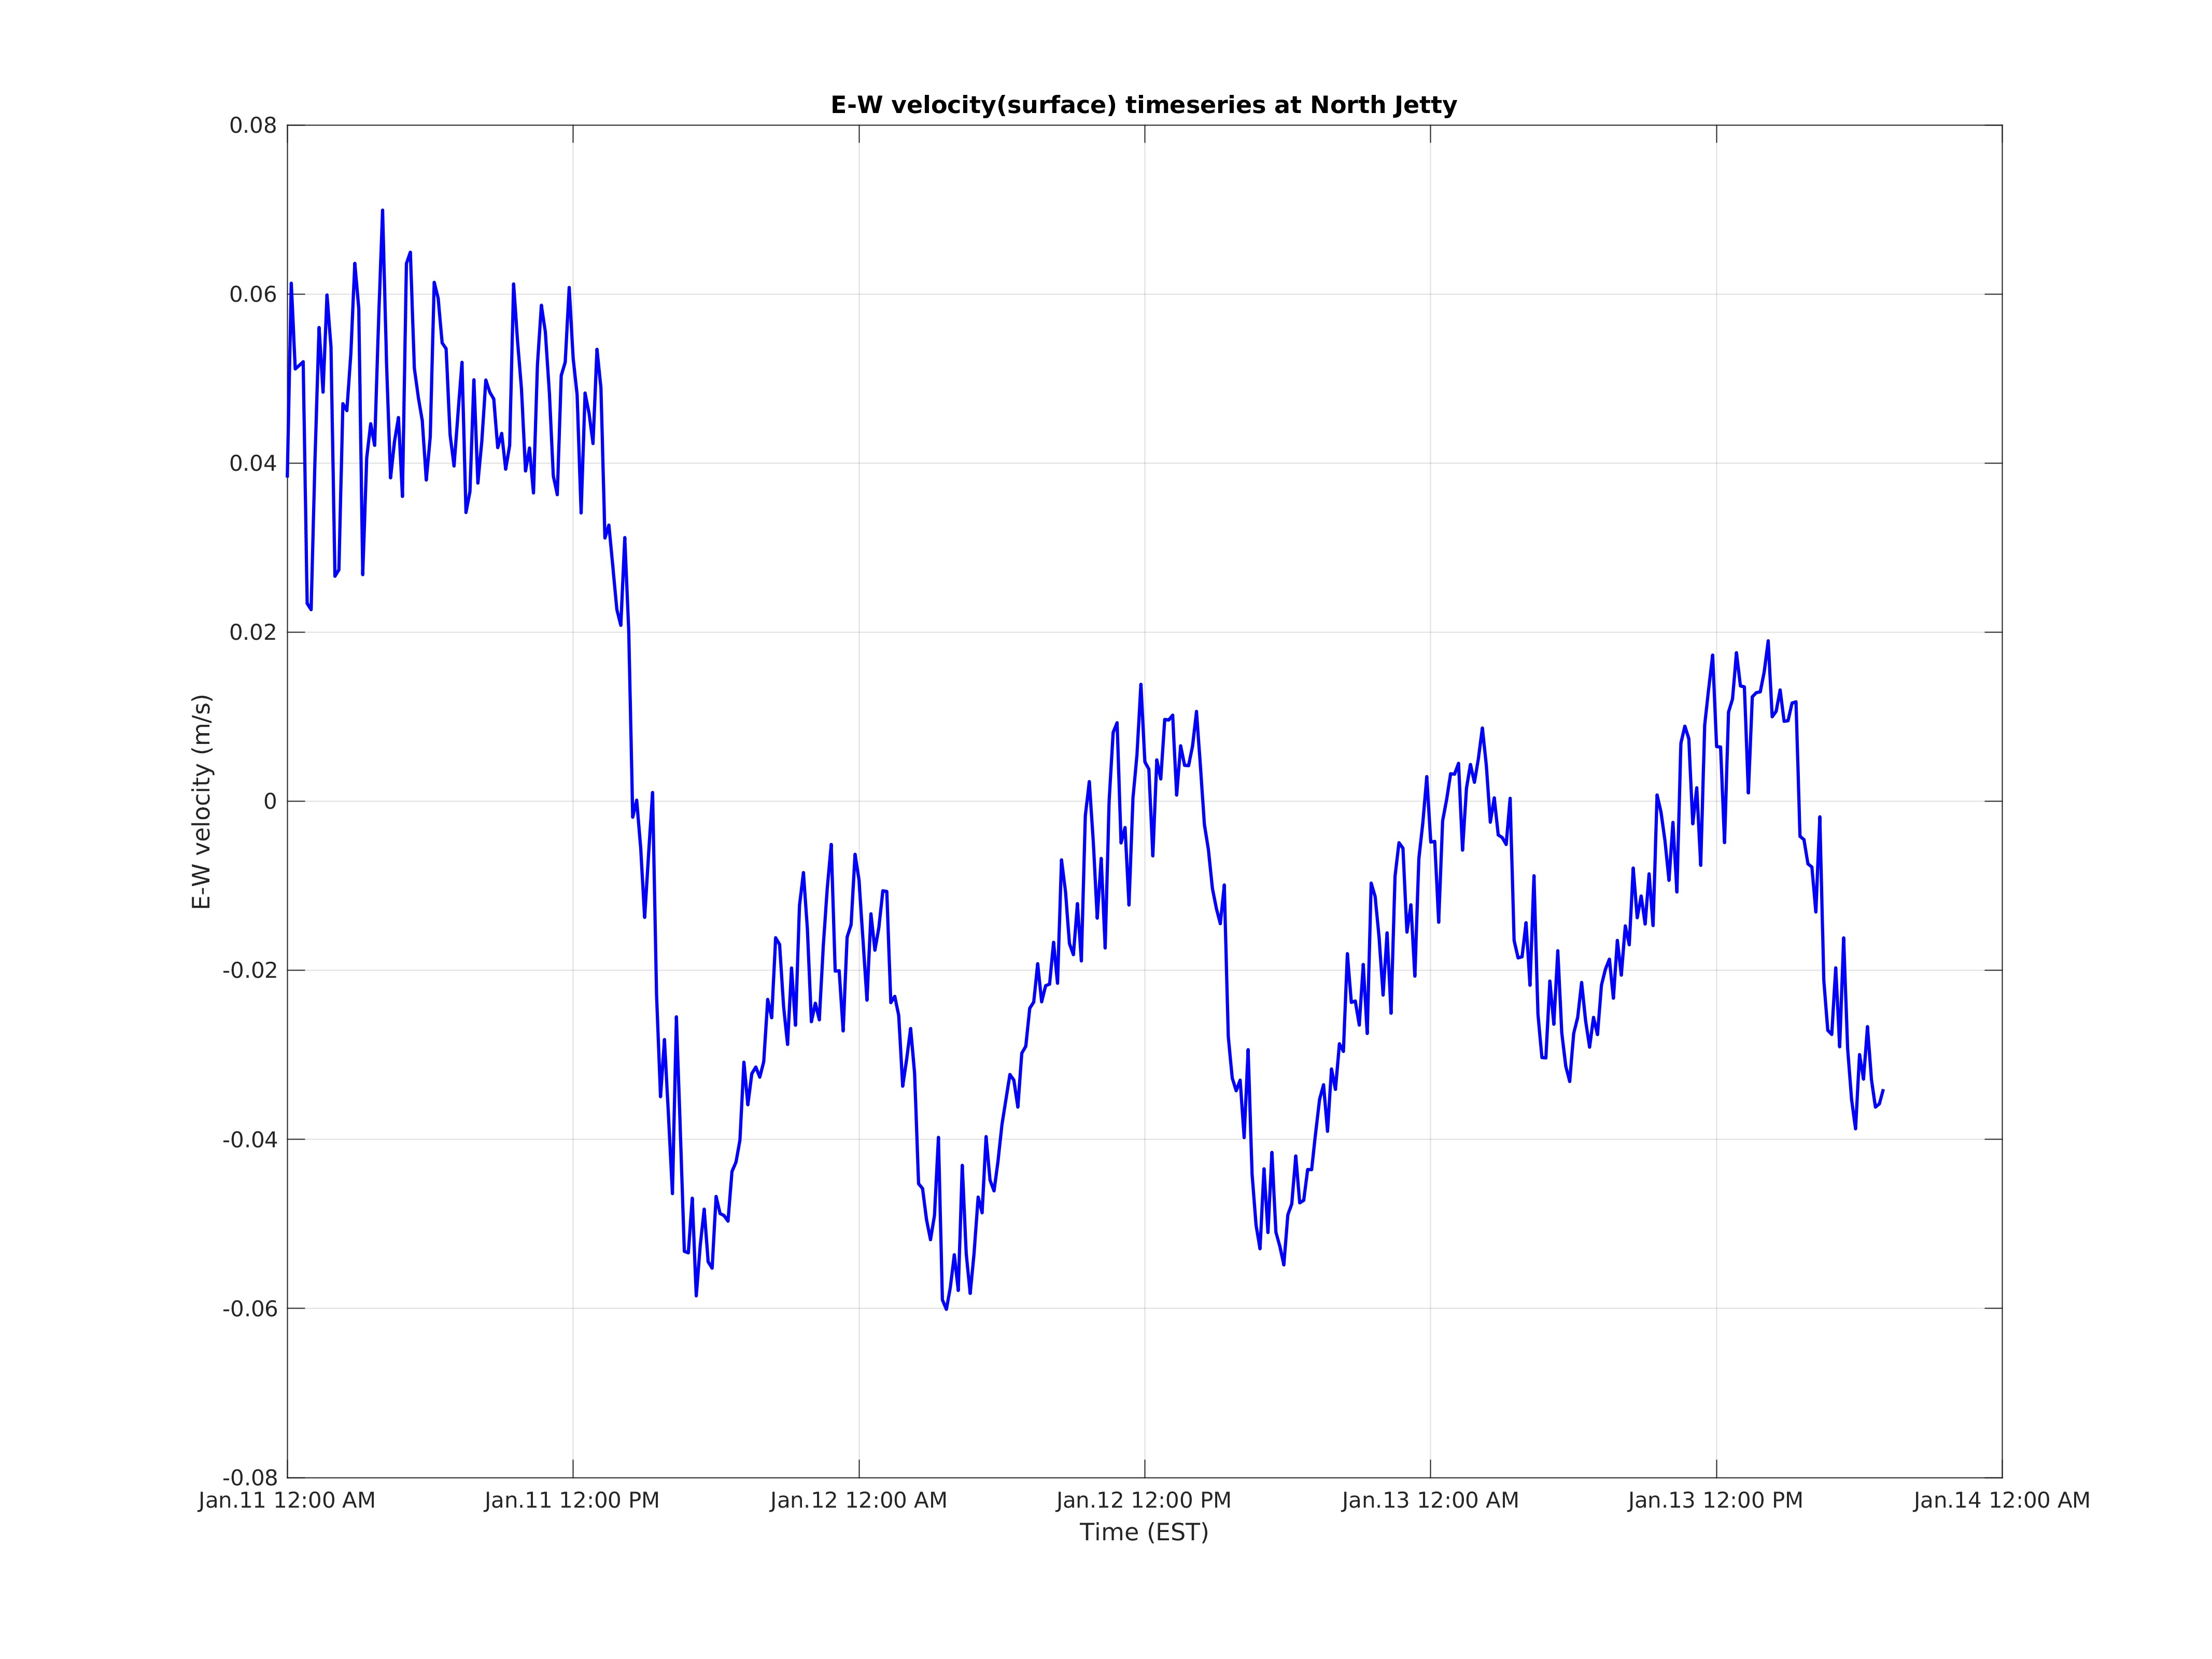 E-W velocity(surface) timeseries at North Jetty
0.08
0.06
0.04
0.02
0
-0.02
-0.04
-0.06
-0.08
E-W velocity (m/s)
Jan.11 12:00 AM
Jan.11 12:00 PM
Jan.12 12:00 AM
Jan.12 12:00 PM
Jan.13 12:00 AM
Jan.13 12:00 PM
Jan.14 12:00 AM
Time (EST)